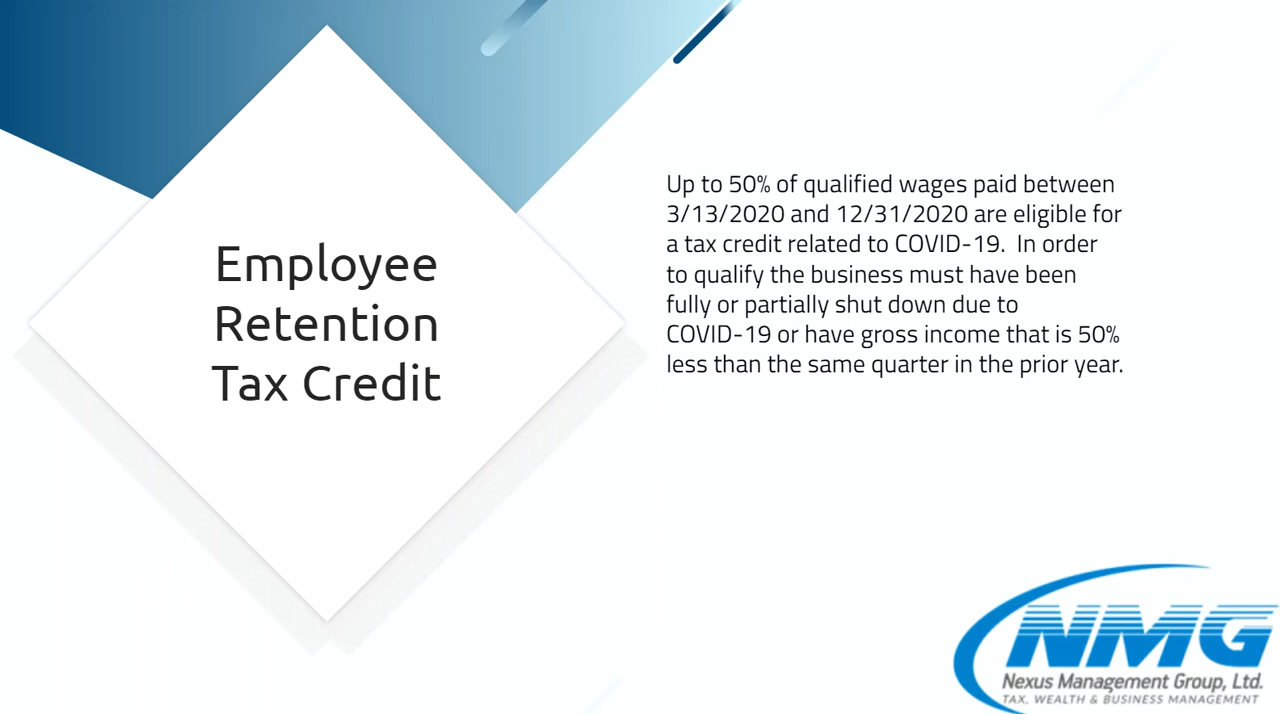 Employee
Retention
Tax Credit
Up to 50% of qualified wages paid between
3/13/2020 and 12/31/2020 are eligible for
a tax credit related to COVID-19.  In order
to qualify the business must have been
fully or partially shut down due to
COVID-19 or have gross income that is 50%
less than the same quarter in the prior year.
NMG
Nexus Management Group, Ltd.
TAX, WEALTH & BUSINESS MANAGEMENT